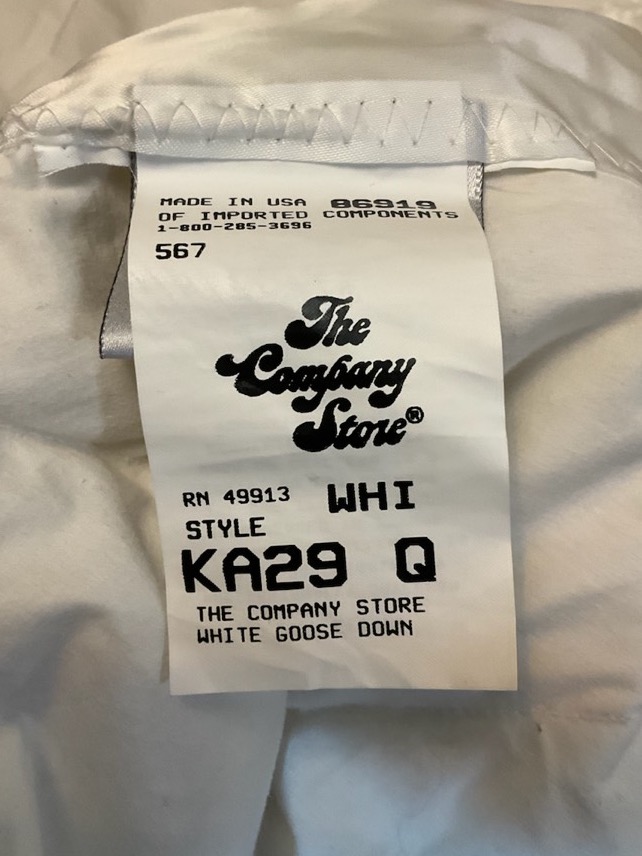 MADE IN USA 86919
OF IMPORTED COMPONENTS
1-800-285-3696
567
The
Company
Store®
RN 49913 WHI
STYLE
KA29 Q
THE COMPANY STORE
WHITE GOOSE DOWN